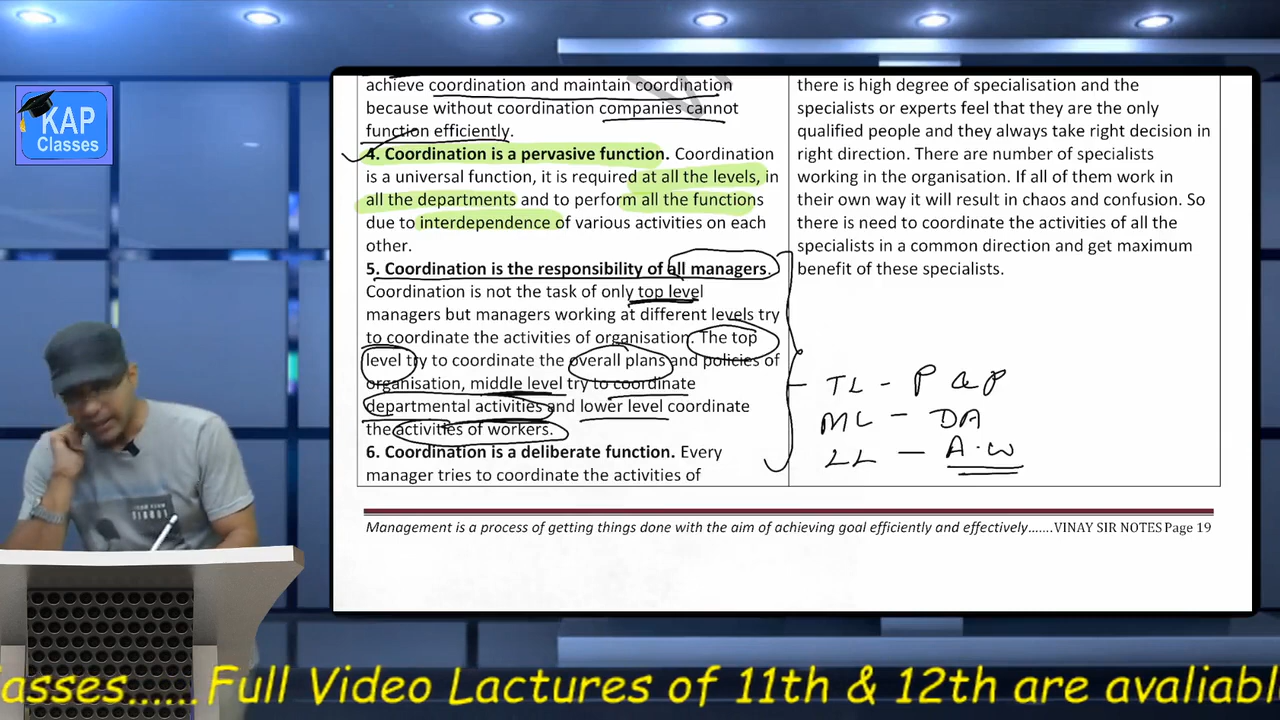 KAP
Classes
achieve coordination and maintain coordination
because without coordination companies cannot
function efficiently.
4. Coordination is a pervasive function. Coordination
is a universal function, it is required at all the levels, in
all the departments and to perform all the functions
due to interdependence of various activities on each
other.
5. Coordination is the responsibility of all managers.
Coordination is not the task of only top level
managers but managers working at different levels try
to coordinate the activities of organisation. The top
level try to coordinate the overall plans and policies of
organisation, middle level try to coordinate
departmental activities and lower level coordinate
the activities of workers.
6. Coordination is a deliberate function. Every
manager tries to coordinate the activities of
there is high degree of specialisation and the
specialists or experts feel that they are the only
qualified people and they always take right decision in
right direction. There are number of specialists
working in the organisation. If all of them work in
their own way it will result in chaos and confusion. So
there is need to coordinate the activities of all the
specialists in a common direction and get maximum
benefit of these specialists.
TL - P & P
ML - DA
LL - A.W
Management is a process of getting things done with the aim of achieving goal efficiently and effectively.......VINAY SIR NOTES Page 19
lasses......Full Video Lactures of 11th & 12th are avaliabl